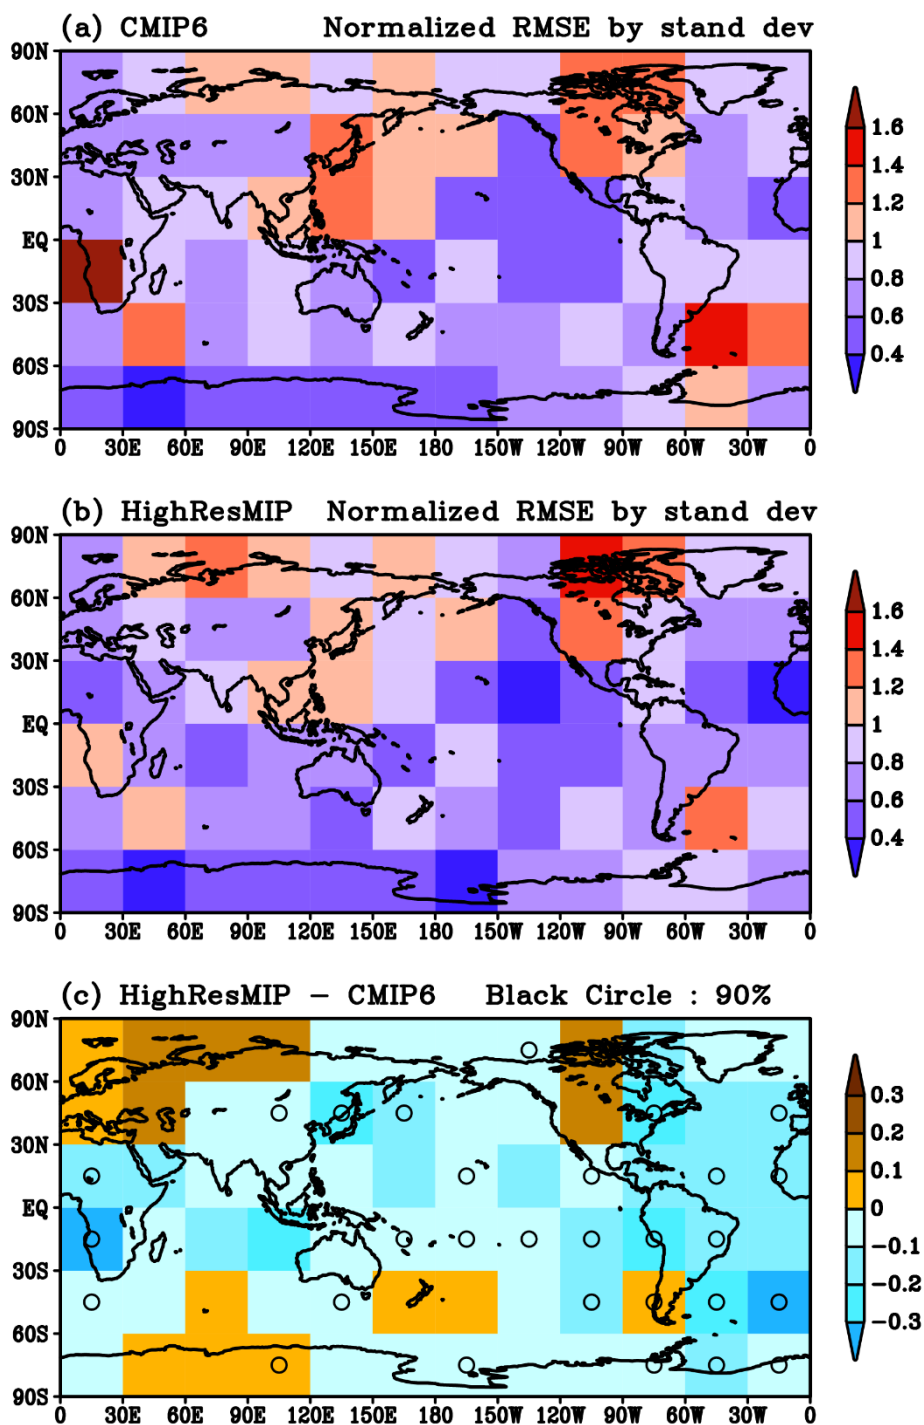 (a) CMIP6 Normalized RMSE by stand dev
90N
60N
30N
EQ
30S
60S
90S
0 30E 60E 90E 120E 150E 180 150W 120W 90W 60W 30W 0
1.6
1.4
1.2
1
0.8
0.6
0.4
(b) HighResMIP Normalized RMSE by stand dev
90N
60N
30N
EQ
30S
60S
90S
0 30E 60E 90E 120E 150E 180 150W 120W 90W 60W 30W 0
1.6
1.4
1.2
1
0.8
0.6
0.4
(c) HighResMIP – CMIP6 Black Circle : 90%
90N
60N
30N
EQ
30S
60S
90S
0 30E 60E 90E 120E 150E 180 150W 120W 90W 60W 30W 0
0.3
0.2
0.1
0
−0.1
−0.2
−0.3